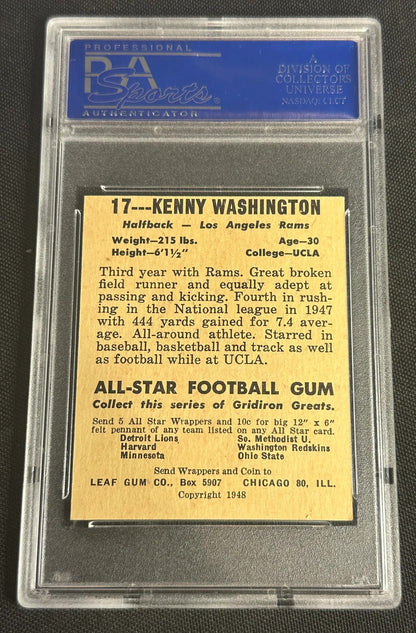 PROFESSIONAL
PSA
Sports
AUTHENTICATOR
A
DIVISION OF
COLLECTORS
UNIVERSE
NASDAQ: CLCT
17---KENNY WASHINGTON
Halfback — Los Angeles Rams
Weight—215 lbs. Age—30
Height—6'1½" College—UCLA
Third year with Rams. Great broken
field runner and equally adept at
passing and kicking. Fourth in rush-
ing in the National league in 1947
with 444 yards gained for 7.4 aver-
age. All-around athlete. Starred in
baseball, basketball and track as well
as football while at UCLA.
ALL-STAR FOOTBALL GUM
Collect this series of Gridiron Greats.
Send 5 All Star Wrappers and 10c for big 12" x 6"
felt pennant of any team listed on any All Star card.
Detroit Lions So. Methodist U.
Harvard Washington Redskins
Minnesota Ohio State
Send Wrappers and Coin to
LEAF GUM CO., Box 5907 CHICAGO 80, ILL.
Copyright 1948